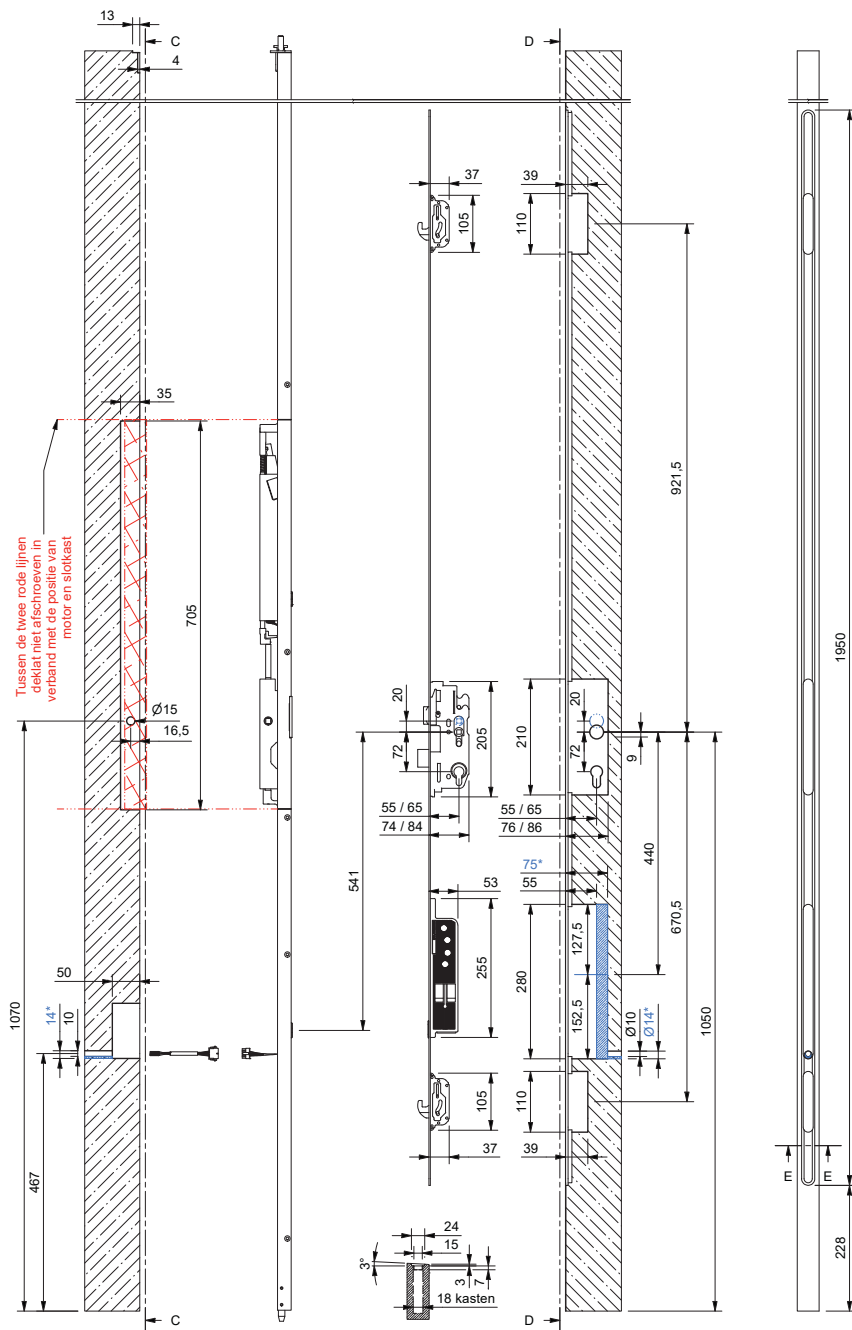 13
C
D
4
37
39
105
110
35
921,5
Tussen de twee rode lijnen
deklat niet afschroeven in
verband met de positie van
motor en slotkast
705
1950
Ø15
16,5
20
72
205
210
20
72
9
55 / 65
74 / 84
55 / 65
76 / 86
75*
55
440
541
53
670,5
127,5
255
280
152,5
50
1070
14*
10
Ø10
Ø14*
1050
105
110
37
39
467
E
E
24
15
3°
3
7
18 kasten
228
C
D